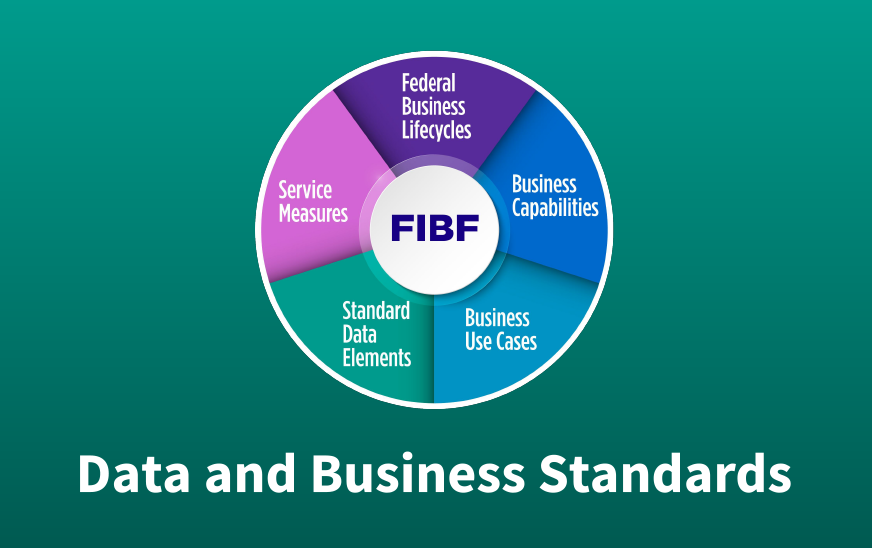 Federal
Business
Lifecycles
Business
Capabilities
Business
Use Cases
Standard
Data
Elements
Service
Measures
FIBF
Data and Business Standards